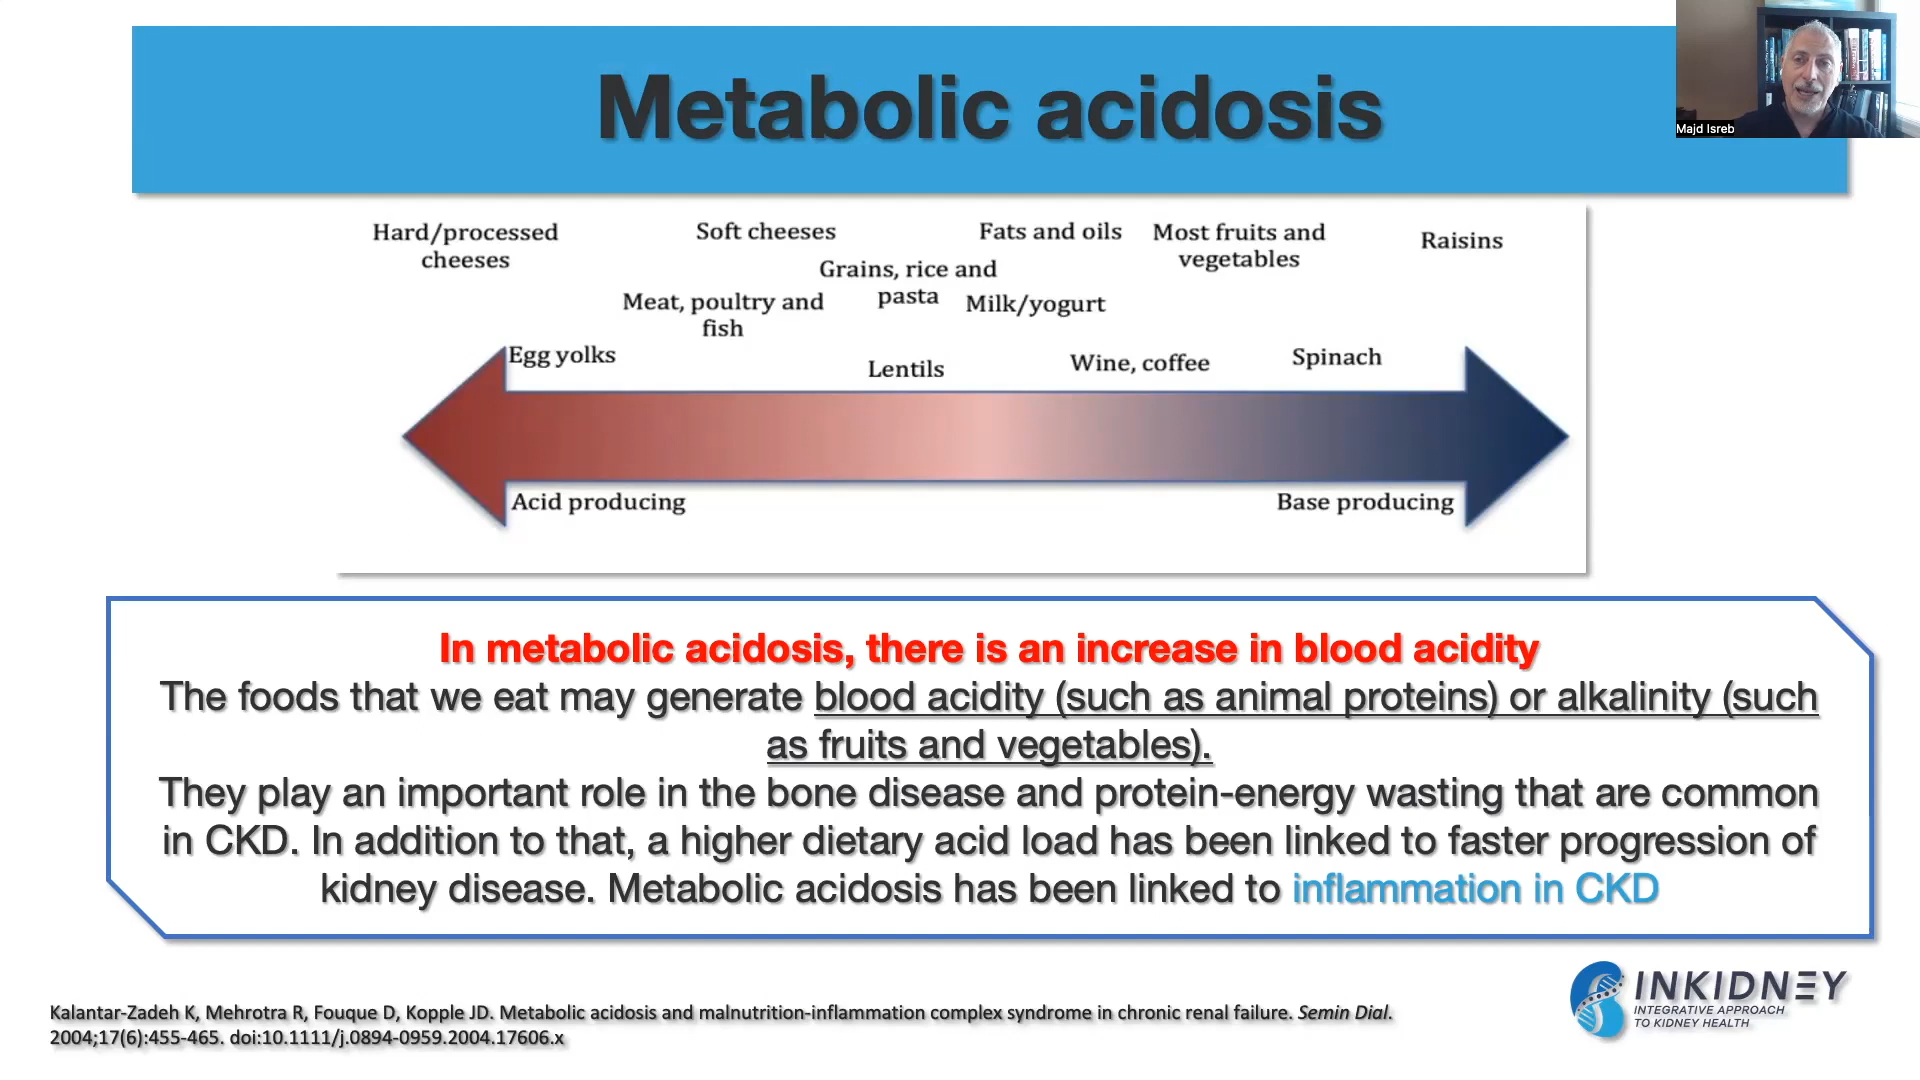 Metabolic acidosis
Majd Isreb
Hard/processed
cheeses
Soft cheeses
Fats and oils
Most fruits and
vegetables
Raisins
Grains, rice and
pasta
Meat, poultry and
fish
Milk/yogurt
Egg yolks
Lentils
Wine, coffee
Spinach
Acid producing
Base producing
In metabolic acidosis, there is an increase in blood acidity
The foods that we eat may generate blood acidity (such as animal proteins) or alkalinity (such
as fruits and vegetables).
They play an important role in the bone disease and protein-energy wasting that are common
in CKD. In addition to that, a higher dietary acid load has been linked to faster progression of
kidney disease. Metabolic acidosis has been linked to inflammation in CKD
Kalantar-Zadeh K, Mehrotra R, Fouque D, Kopple JD. Metabolic acidosis and malnutrition-inflammation complex syndrome in chronic renal failure. Semin Dial.
2004;17(6):455-465. doi:10.1111/j.0894-0959.2004.17606.x
INKIDNEY
INTEGRATIVE APPROACH
TO KIDNEY HEALTH